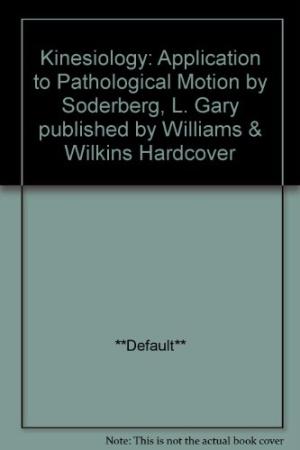 Kinesiology: Application
to Pathological Motion by
Soderberg, L. Gary
published by Williams &
Wilkins Hardcover
**Default**
Note: This is not the actual book cover